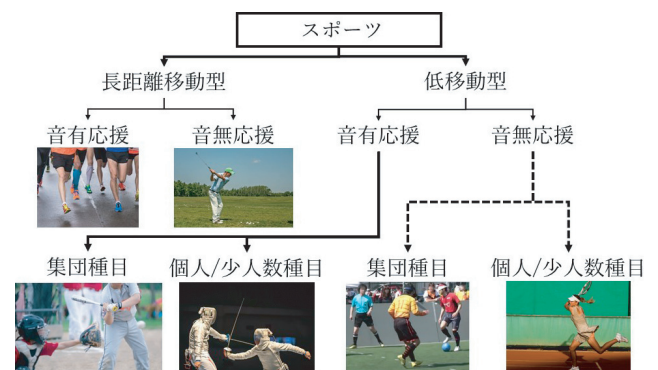 スポーツ
長距離移動型
低移動型
音有応援
音無応援
音有応援
音無応援
集団種目
個人/少人数種目
集団種目
個人/少人数種目